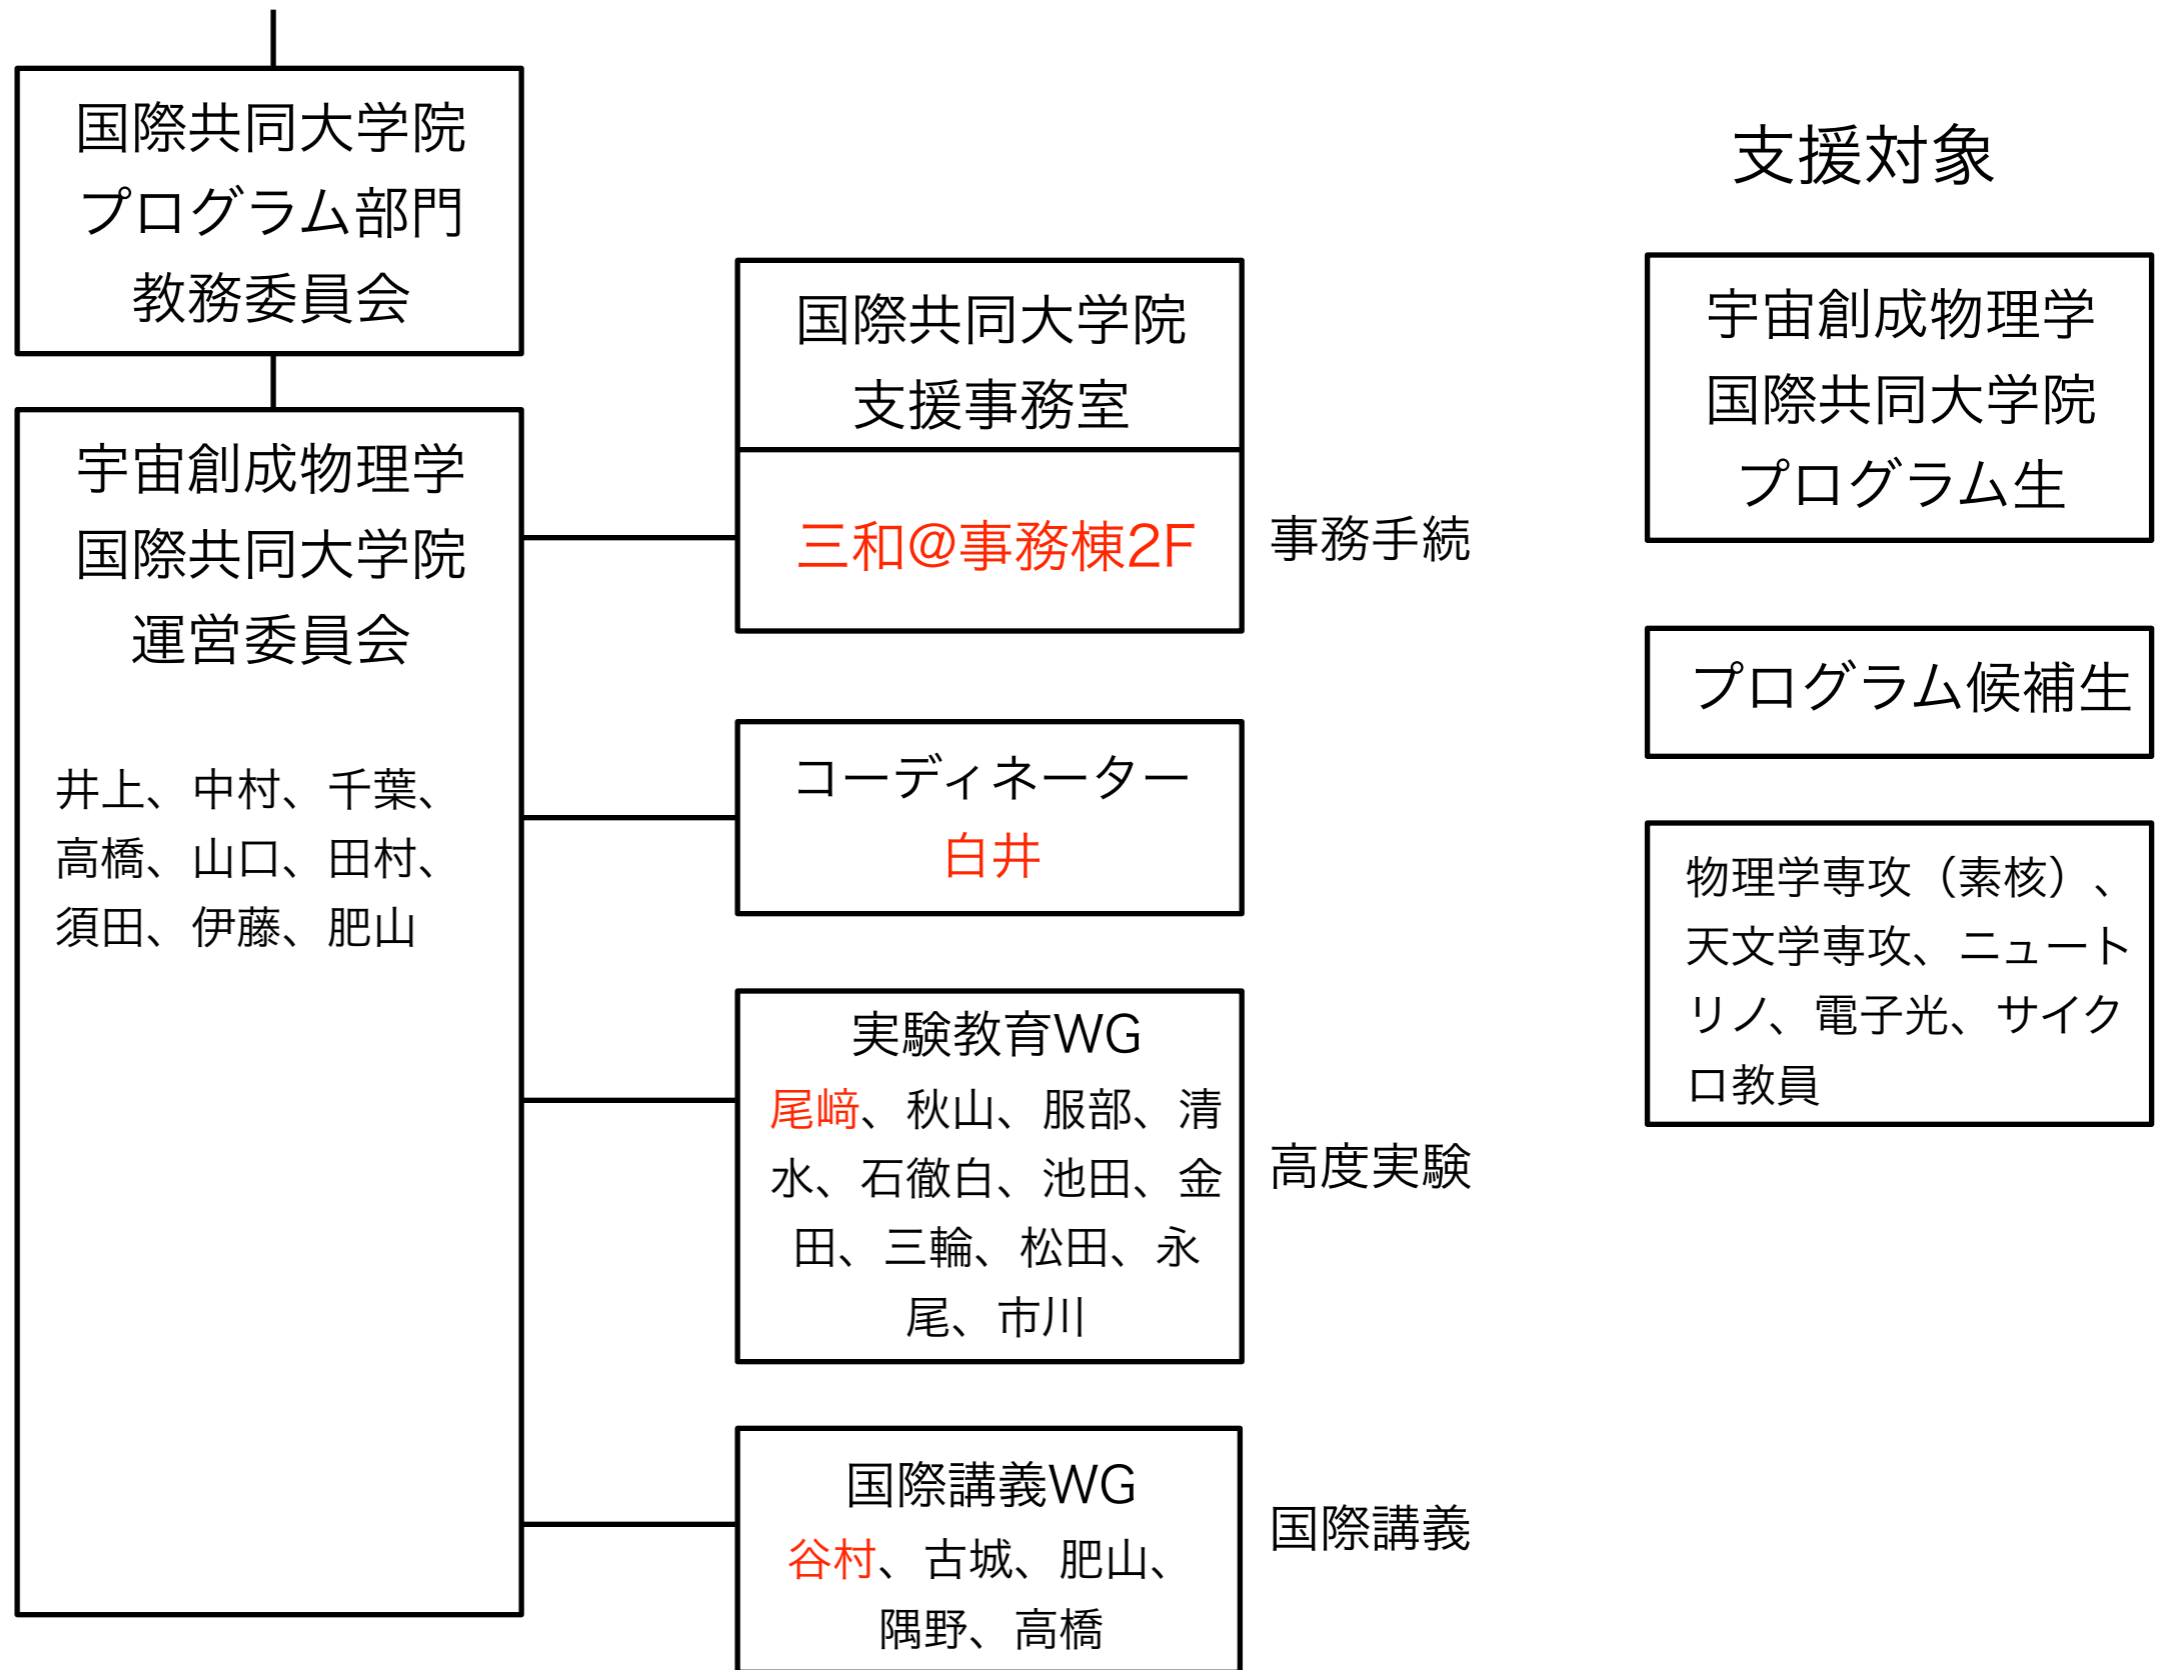 国際共同大学院
プログラム部門
教務委員会
宇宙創成物理学
国際共同大学院
運営委員会
井上、中村、千葉、
高橋、山口、田村、
須田、伊藤、肥山
国際共同大学院
支援事務室
三和@事務棟2F
事務手続
コーディネーター
白井
実験教育WG
尾﨑、秋山、服部、清
水、石徹白、池田、金
田、三輪、松田、永
尾、市川
高度実験
国際講義WG
谷村、古城、肥山、
隅野、高橋
国際講義
支援対象
宇宙創成物理学
国際共同大学院
プログラム生
プログラム候補生
物理学専攻（素核）、
天文学専攻、ニュート
リノ、電子光、サイク
ロ教員